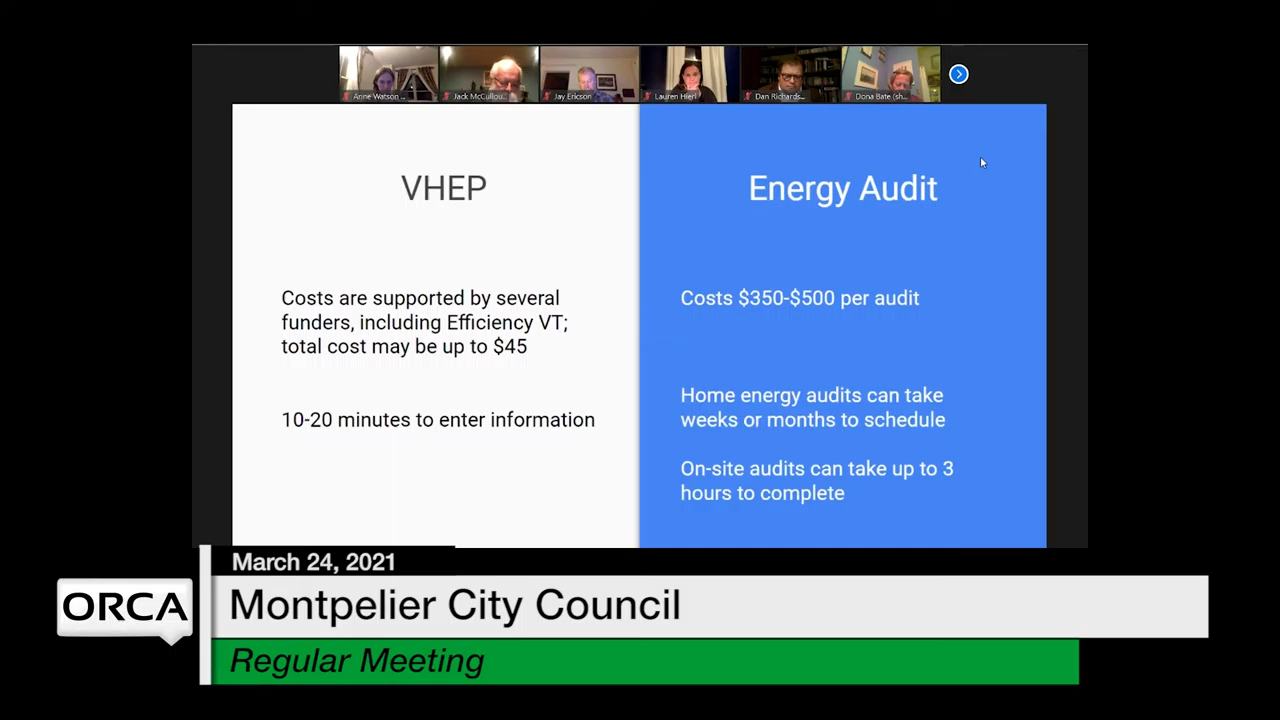 Anne Watson ...
Jack McCullou...
Jay Ericson
Lauren Hierl
Dan Richards...
Dona Bate (sh...
VHEP
Costs are supported by several
funders, including Efficiency VT;
total cost may be up to $45
10-20 minutes to enter information
Energy Audit
Costs $350-$500 per audit
Home energy audits can take
weeks or months to schedule
On-site audits can take up to 3
hours to complete
March 24, 2021
ORCA
Montpelier City Council
Regular Meeting